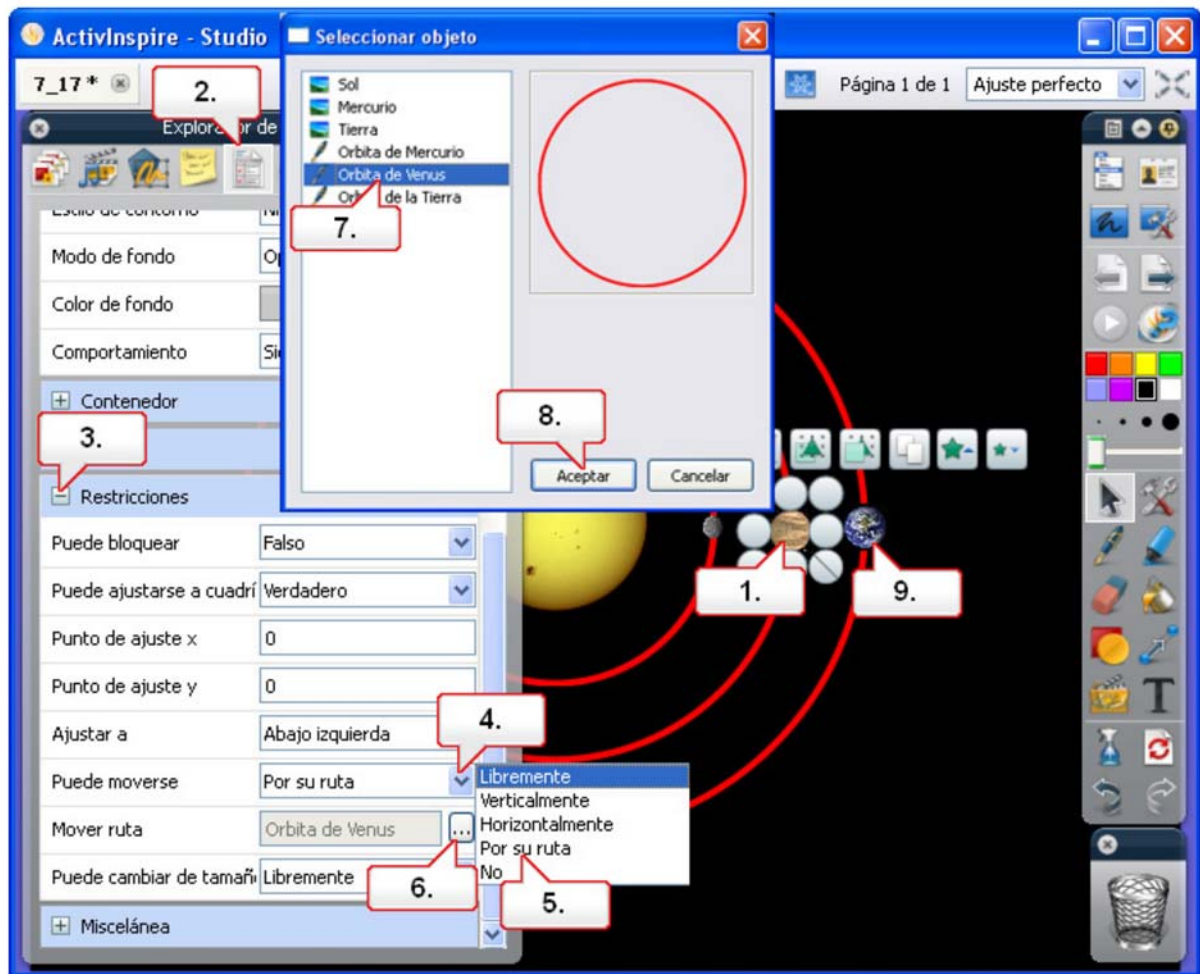 ActivInspire - Studio
Seleccionar objeto
7_17 *
2.
Página 1 de 1
Ajuste perfecto
Explorador de
Sol
Mercurio
Tierra
Orbita de Mercurio
Orbita de Venus
de la Tierra
7.
Modo de fondo
Color de fondo
Comportamiento
Contenedor
3.
8.
Aceptar
Cancelar
Restricciones
Puede bloquear
Falso
Puede ajustarse a cuadrí
Verdadero
1.
9.
Punto de ajuste x
0
Punto de ajuste y
0
Ajustar a
Abajo izquierda
4.
Puede moverse
Por su ruta
Libremente
Verticalmente
Horizontalmente
Por su ruta
No
Mover ruta
Orbita de Venus
...
Puede cambiar de tamañ
Libremente
6.
5.
Miscelánea